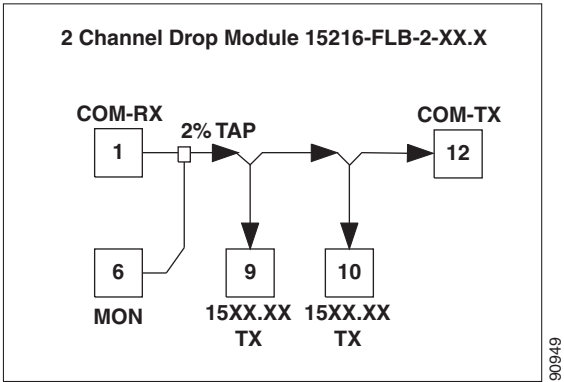 2 Channel Drop Module 15216-FLB-2-XX.X
COM-RX
COM-TX
2% TAP
1
12
6
9
10
MON
15XX.XX
TX
15XX.XX
TX
90949